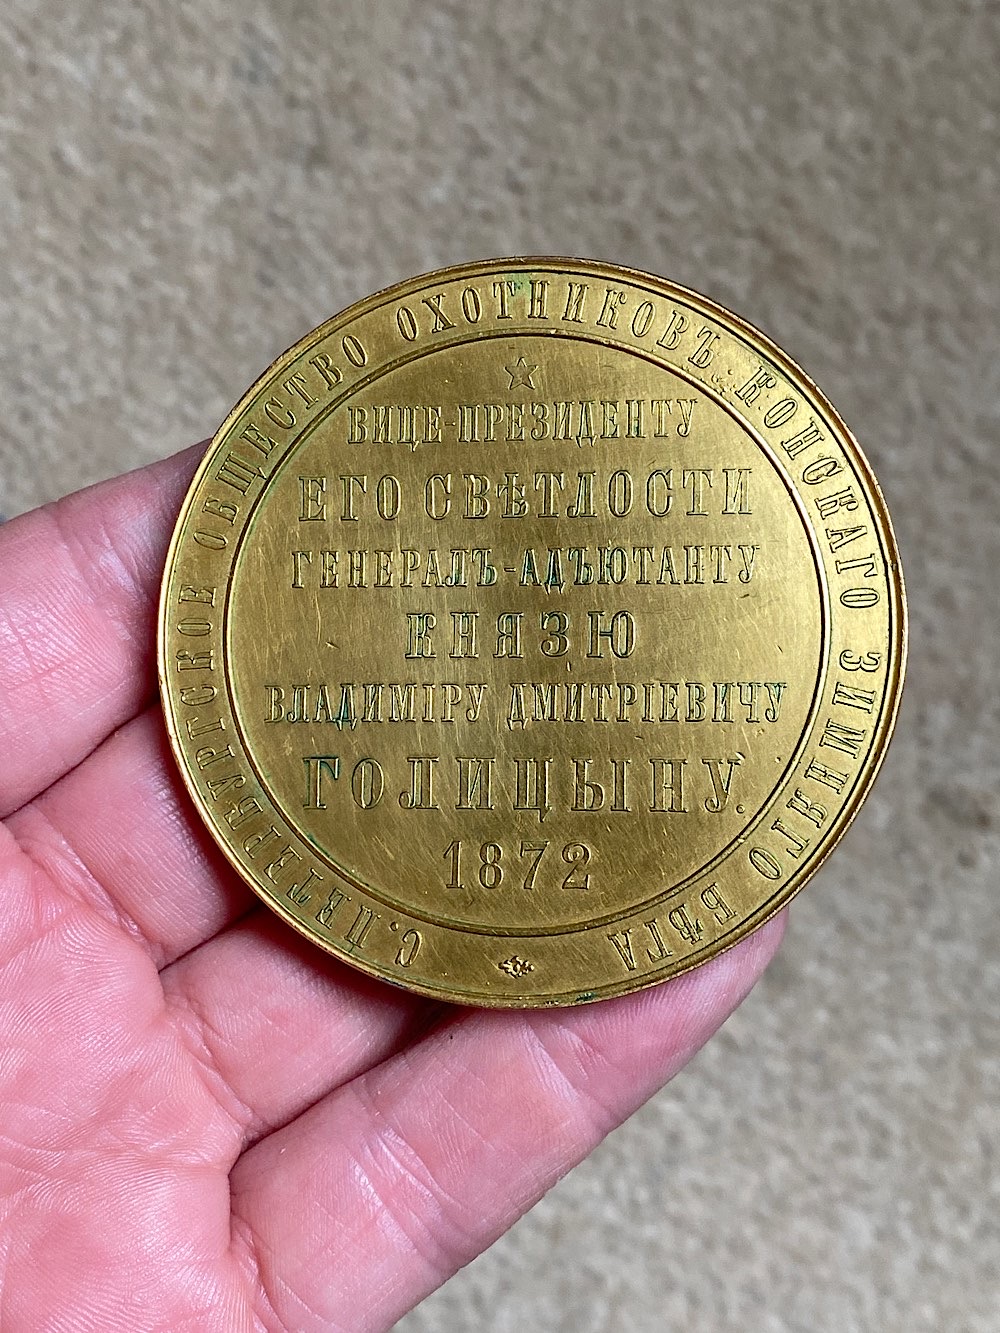 С. ПЕТЕРБУРГСКОЕ ОБЩЕСТВО ОХОТНИКОВЪ КОНСКАГО ЗИМНЯГО БѢГА
ВИЦЕ-ПРЕЗИДЕНТУ
ЕГО СВѢТЛОСТИ
ГЕНЕРАЛЪ-АДЪЮТАНТУ
КНЯЗЮ
ВЛАДИМІРУ ДМИТРІЕВИЧУ
ГОЛИЦЫНУ.
1872